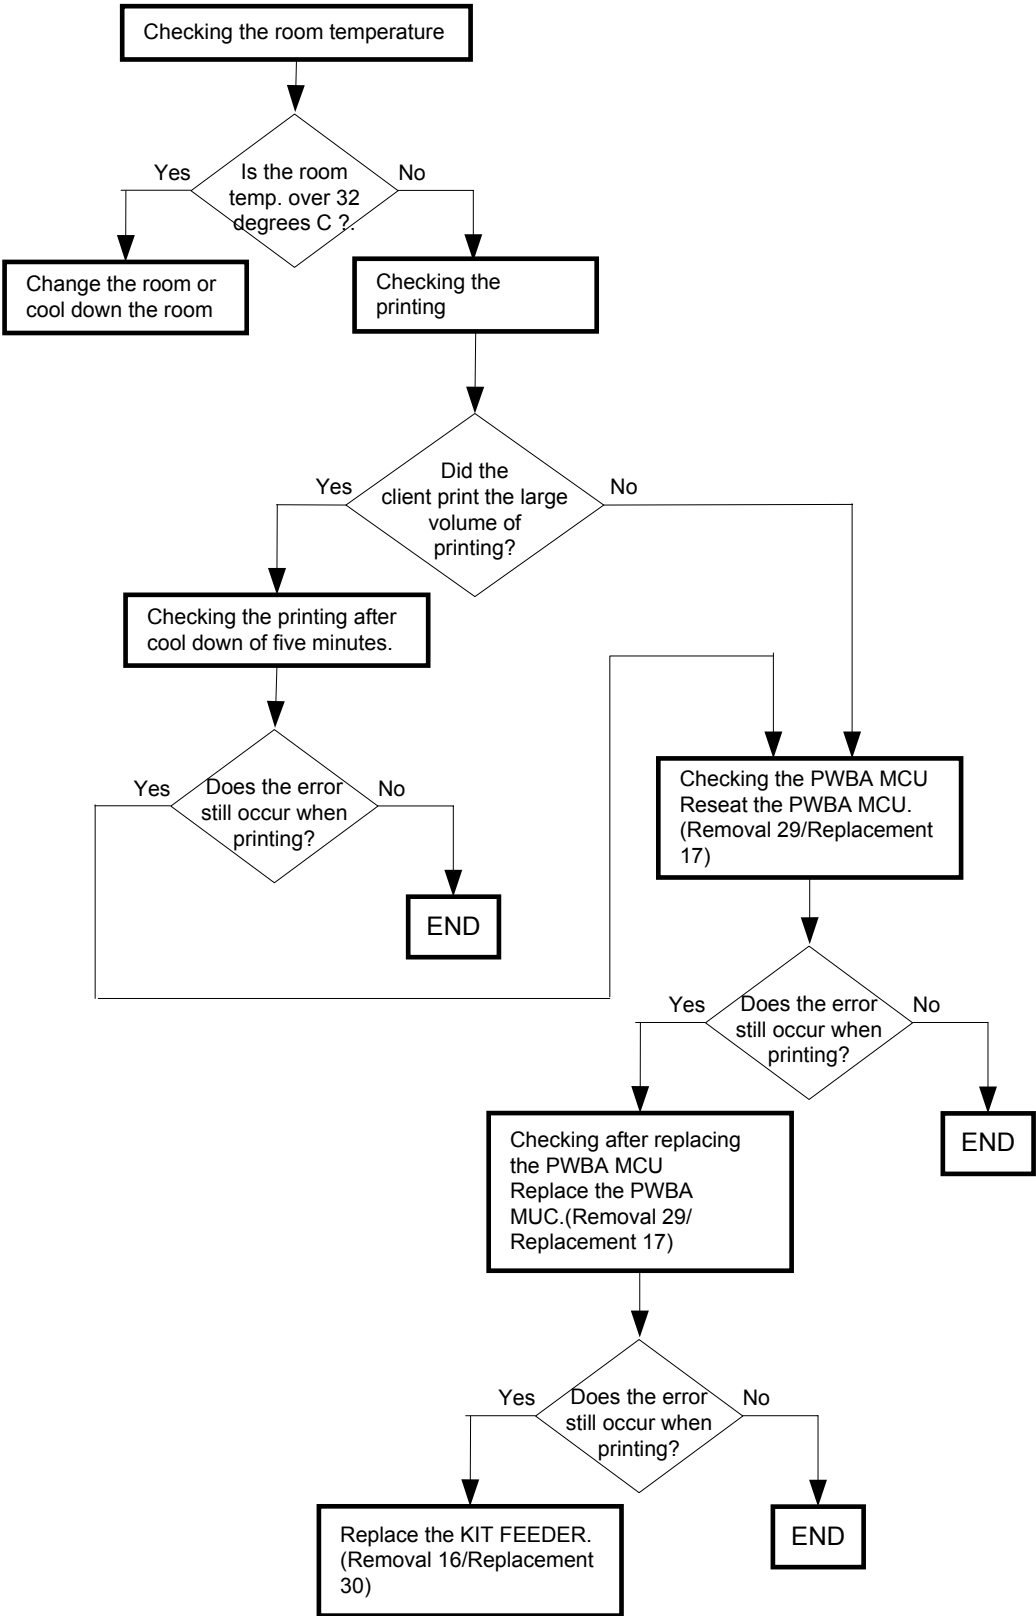 Checking the room temperature
Yes
Is the room
temp. over 32
degrees C ?.
No
Change the room or
cool down the room
Checking the
printing
Yes
Did the
client print the large
volume of
printing?
No
Checking the printing after
cool down of five minutes.
Yes
Does the error
still occur when
printing?
No
END
Checking the PWBA MCU
Reseat the PWBA MCU.
(Removal 29/Replacement
17)
Yes
Does the error
still occur when
printing?
No
END
Checking after replacing
the PWBA MCU
Replace the PWBA
MUC.(Removal 29/
Replacement 17)
Yes
Does the error
still occur when
printing?
No
END
Replace the KIT FEEDER.
(Removal 16/Replacement
30)